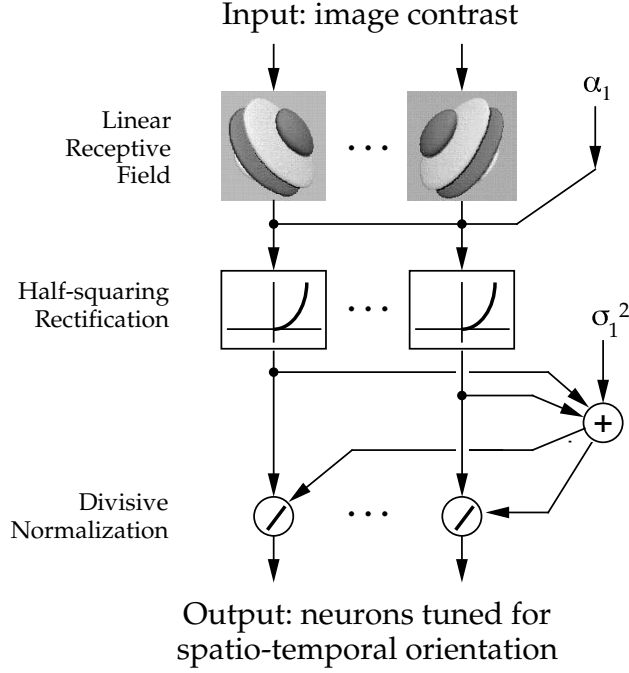 Input: image contrast
α1
Linear
Receptive
Field
. . .
Half-squaring
Rectification
. . .
σ1²
+
Divisive
Normalization
. . .
Output: neurons tuned for
spatio-temporal orientation